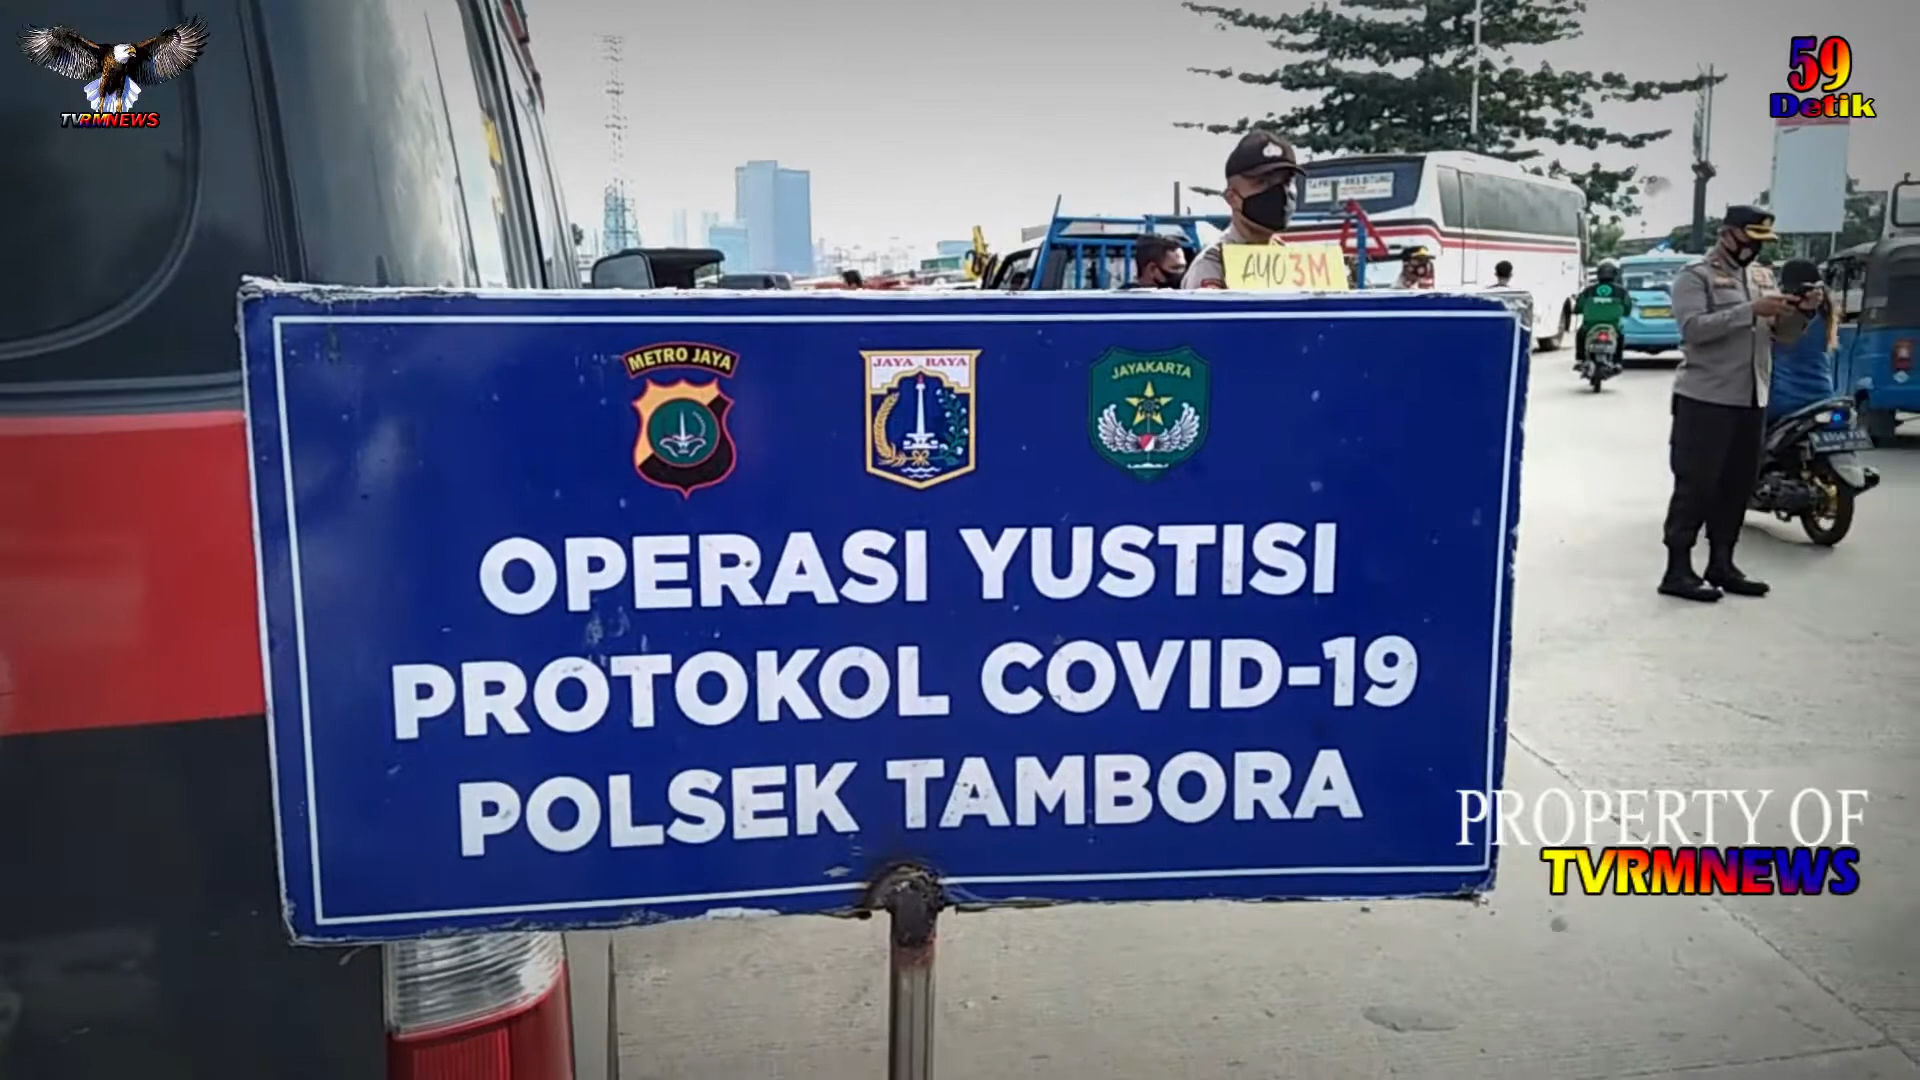 TVRMNEWS
59
Detik
AYO 3M
METRO JAYA
JAYA RAYA
JAYAKARTA
OPERASI YUSTISI
PROTOKOL COVID-19
POLSEK TAMBORA
PROPERTY OF
TVRMNEWS